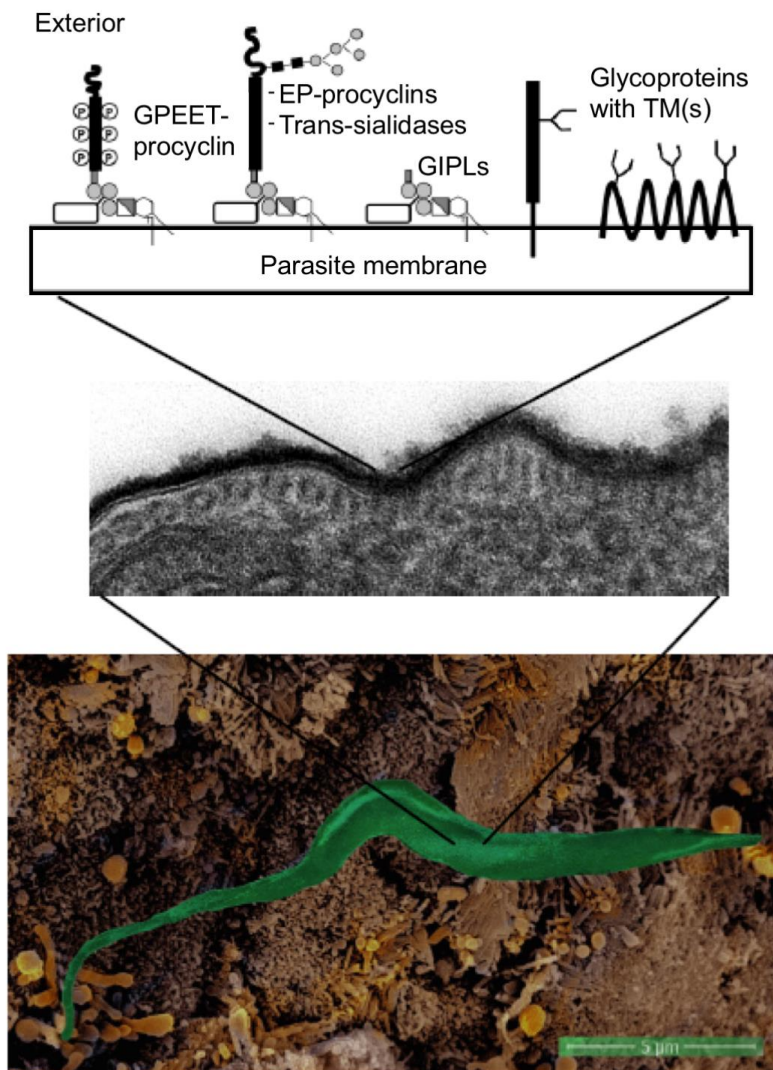 Exterior
GPEET-
procyclin
P P
P P
P P
- EP-procyclins
- Trans-sialidases
GIPLs
Glycoproteins
with TM(s)
Parasite membrane
5 µm